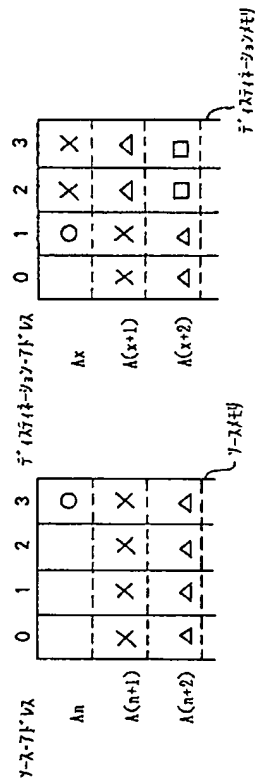 ソース・アドレス 0 1 2 3
An ○
A(n+1) × × × ×
A(n+2) △ △ △ △
ソースメモリ
ディスティネーション・アドレス 0 1 2 3
Ax ○ × ×
A(x+1) × × △ △
A(x+2) △ △ □ □
ディスティネーションメモリ